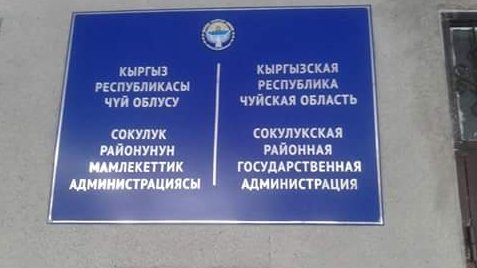 КЫРГЫЗ
РЕСПУБЛИКАСЫ
ЧҮЙ ОБЛУСУ
СОКУЛУК
РАЙОНУНУН
МАМЛЕКЕТТИК
АДМИНИСТРАЦИЯСЫ
КЫРГЫЗСКАЯ
РЕСПУБЛИКА
ЧУЙСКАЯ ОБЛАСТЬ
СОКУЛУКСКАЯ
РАЙОННАЯ
ГОСУДАРСТВЕННАЯ
АДМИНИСТРАЦИЯ